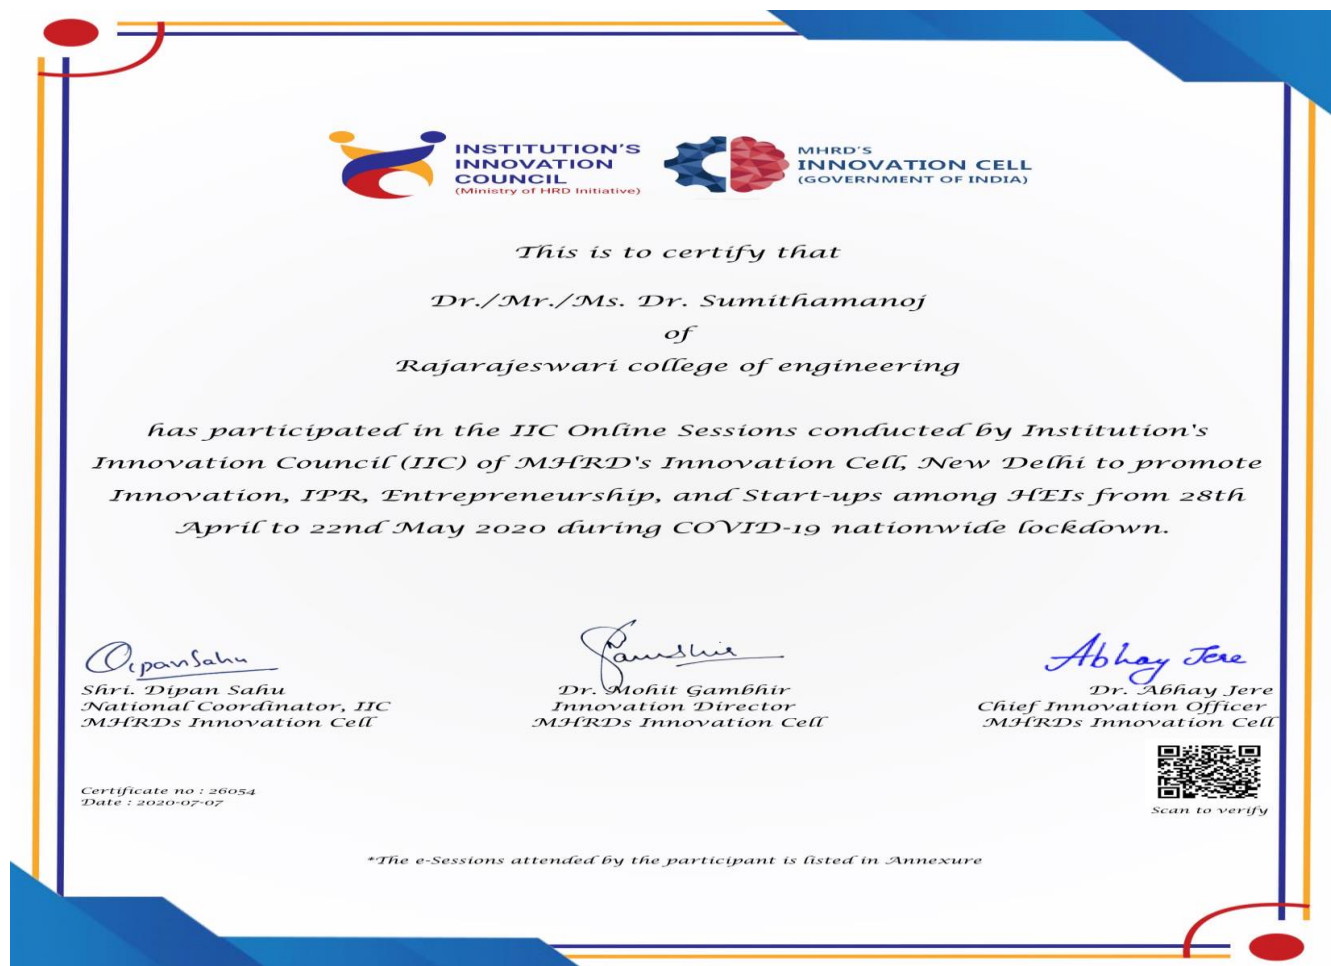 INSTITUTION'S
INNOVATION
COUNCIL
(Ministry of HRD Initiative)
MHRD'S
INNOVATION CELL
(GOVERNMENT OF INDIA)
This is to certify that
Dr./Mr./Ms. Dr. Sumithamanoj
of
Rajarajeswari college of engineering
has participated in the IIC Online Sessions conducted by Institution's
Innovation Council (IIC) of MHRD's Innovation Cell, New Delhi to promote
Innovation, IPR, Entrepreneurship, and Start-ups among HEIs from 28th
April to 22nd May 2020 during COVID-19 nationwide lockdown.
Dipan Sahu
Shri. Dipan Sahu
National Coordinator, IIC
MHRDs Innovation Cell
Dr. Mohit Gambhir
Innovation Director
MHRDs Innovation Cell
Abhay Jere
Dr. Abhay Jere
Chief Innovation Officer
MHRDs Innovation Cell
Certificate no : 26054
Date : 2020-07-07
Scan to verify
*The e-Sessions attended by the participant is listed in Annexure